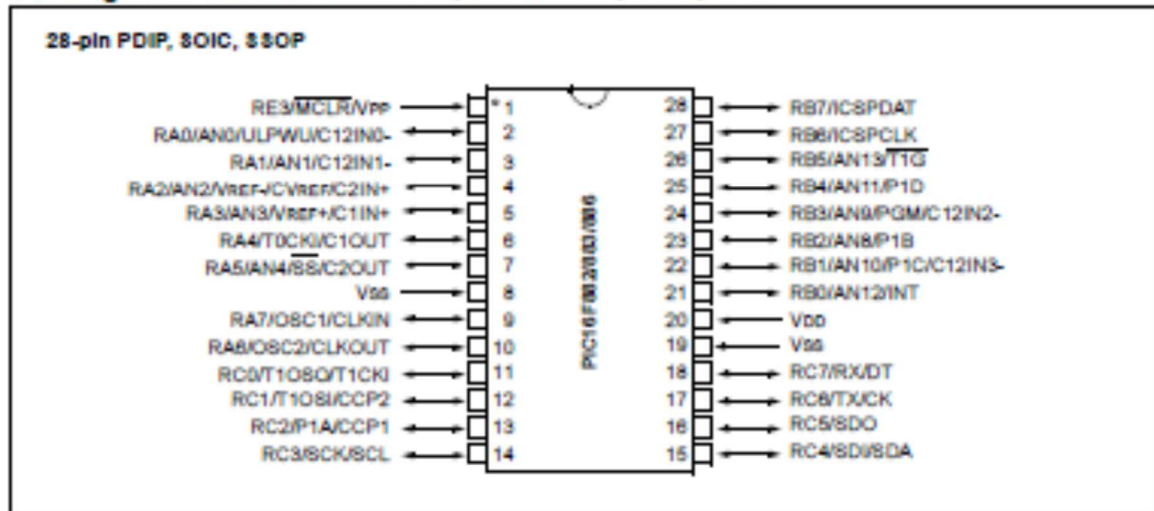 28-pin PDIP, SOIC, SSOP
RE3/MCLR/VPP 1 28 RB7/ICSPDAT
RA0/AN0/ULPWU/C12IN0- 2 27 RB6/ICSPCLK
RA1/AN1/C12IN1- 3 26 RB5/AN13/T1G
RA2/AN2/VREF-/CVREF/C2IN+ 4 25 RB4/AN11/P1D
RA3/AN3/VREF+/C1IN+ 5 24 RB3/AN9/PGM/C12IN2-
RA4/T0CKI/C1OUT 6 23 RB2/AN8/P1B
RA5/AN4/SS/C2OUT 7 22 RB1/AN10/P1C/C12IN3-
VSS 8 21 RB0/AN12/INT
RA7/OSC1/CLKIN 9 20 VDD
RA6/OSC2/CLKOUT 10 19 VSS
RC0/T1OSO/T1CKI 11 18 RC7/RX/DT
RC1/T1OSI/CCP2 12 17 RC6/TX/CK
RC2/P1A/CCP1 13 16 RC5/SDO
RC3/SCK/SCL 14 15 RC4/SDI/SDA
PIC16F882/883/886